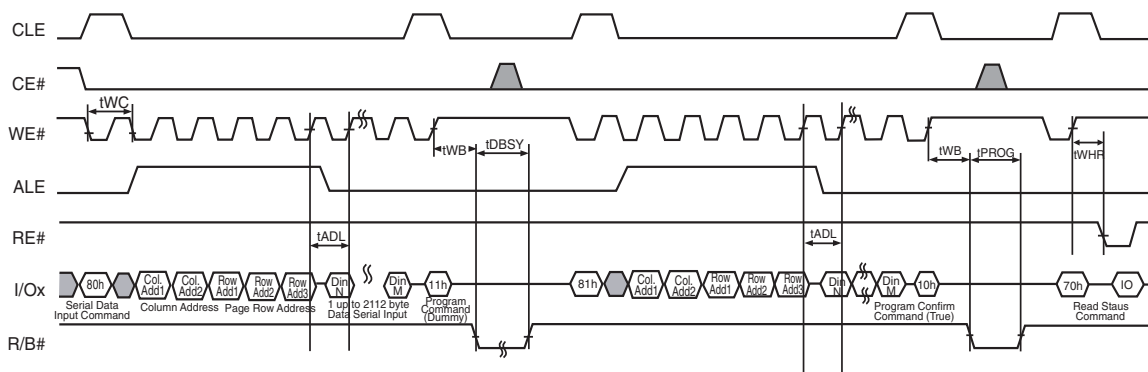 CLE
CE#
tWC
WE#
tWB
tDBSY
tWB
tPROG
tWHR
ALE
RE#
tADL
tADL
I/Ox
80h
Col. Add1
Col. Add2
Row Add1
Row Add2
Row Add3
Din N
Din M
11h
81h
Col. Add1
Col. Add2
Row Add1
Row Add2
Row Add3
Din N
Din M
10h
70h
IO
Serial Data
Input Command
Column Address
Page Row Address
1 up to 2112 byte
Data Serial Input
Program
Command
(Dummy)
Program Confirm
Command (True)
Read Staus
Command
R/B#